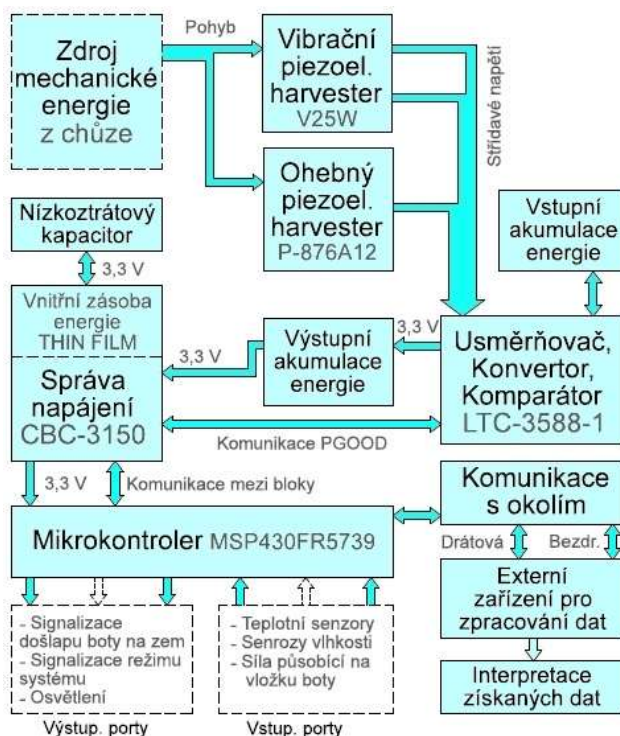 Zdroj
mechanické
energie
z chůze
Pohyb
Vibrační
piezoel.
harvester
V25W
Střídavé napětí
Ohebný
piezoel.
harvester
P-876A12
Nízkoztrátový
kapacitor
3,3 V
Vstupní
akumulace
energie
Vnitřní zásoba
energie
THIN FILM
Správa
napájení
CBC-3150
3,3 V
Výstupní
akumulace
energie
3,3 V
Usměrňovač,
Konvertor,
Komparátor
LTC-3588-1
Komunikace PGOOD
3,3 V
Komunikace mezi bloky
Komunikace
s okolím
Mikrokontroler MSP430FR5739
Drátová
Bezdr.
Externí
zařízení pro
zpracování dat
Interpretace
získaných dat
- Signalizace
došlapu boty na zem
- Signalizace režimu
systému
- Osvětlení
Výstup. porty
- Teplotní senzory
- Senrozy vlhkosti
- Síla působící na
vložku boty
Vstup. porty